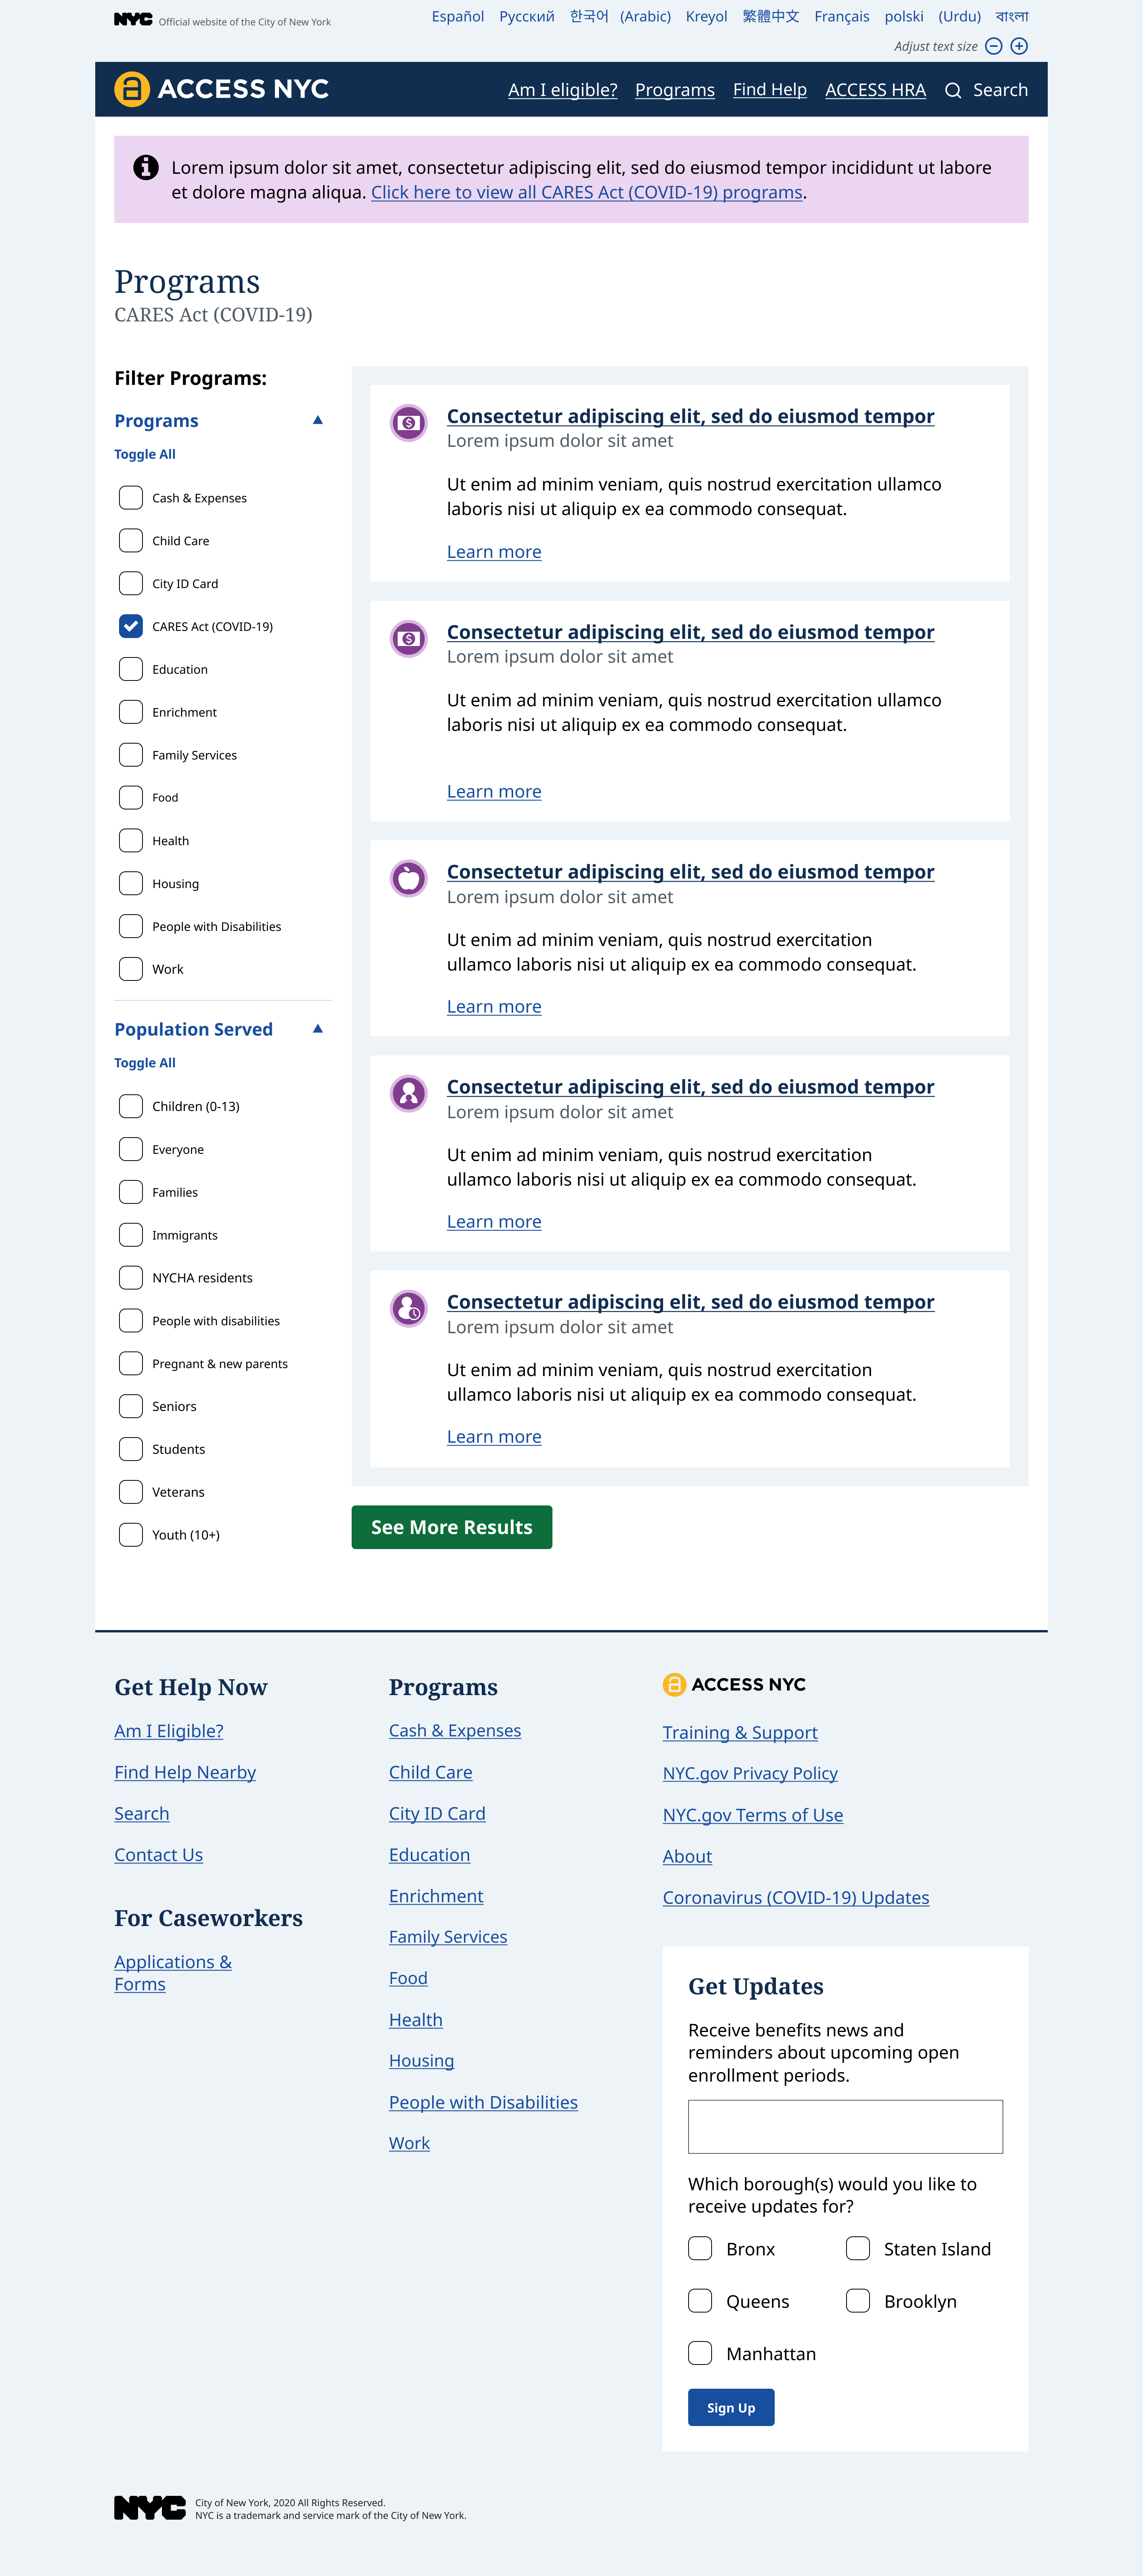 NYC Official website of the City of New York
Español Русский 한국어 (Arabic) Kreyol 繁體中文 Français polski (Urdu) বাংলা
Adjust text size
ACCESS NYC
Am I eligible? Programs Find Help ACCESS HRA Search
Lorem ipsum dolor sit amet, consectetur adipiscing elit, sed do eiusmod tempor incididunt ut labore
et dolore magna aliqua. Click here to view all CARES Act (COVID-19) programs.
Programs
CARES Act (COVID-19)
Filter Programs:
Programs
Toggle All
Cash & Expenses
Child Care
City ID Card
CARES Act (COVID-19)
Education
Enrichment
Family Services
Food
Health
Housing
People with Disabilities
Work
Population Served
Toggle All
Children (0-13)
Everyone
Families
Immigrants
NYCHA residents
People with disabilities
Pregnant & new parents
Seniors
Students
Veterans
Youth (10+)
Consectetur adipiscing elit, sed do eiusmod tempor
Lorem ipsum dolor sit amet
Ut enim ad minim veniam, quis nostrud exercitation ullamco
laboris nisi ut aliquip ex ea commodo consequat.
Learn more
Consectetur adipiscing elit, sed do eiusmod tempor
Lorem ipsum dolor sit amet
Ut enim ad minim veniam, quis nostrud exercitation ullamco
laboris nisi ut aliquip ex ea commodo consequat.
Learn more
Consectetur adipiscing elit, sed do eiusmod tempor
Lorem ipsum dolor sit amet
Ut enim ad minim veniam, quis nostrud exercitation
ullamco laboris nisi ut aliquip ex ea commodo consequat.
Learn more
Consectetur adipiscing elit, sed do eiusmod tempor
Lorem ipsum dolor sit amet
Ut enim ad minim veniam, quis nostrud exercitation
ullamco laboris nisi ut aliquip ex ea commodo consequat.
Learn more
Consectetur adipiscing elit, sed do eiusmod tempor
Lorem ipsum dolor sit amet
Ut enim ad minim veniam, quis nostrud exercitation
ullamco laboris nisi ut aliquip ex ea commodo consequat.
Learn more
See More Results
Get Help Now
Am I Eligible?
Find Help Nearby
Search
Contact Us
For Caseworkers
Applications &
Forms
Programs
Cash & Expenses
Child Care
City ID Card
Education
Enrichment
Family Services
Food
Health
Housing
People with Disabilities
Work
ACCESS NYC
Training & Support
NYC.gov Privacy Policy
NYC.gov Terms of Use
About
Coronavirus (COVID-19) Updates
Get Updates
Receive benefits news and
reminders about upcoming open
enrollment periods.
Which borough(s) would you like to
receive updates for?
Bronx Staten Island
Queens Brooklyn
Manhattan
Sign Up
NYC
City of New York, 2020 All Rights Reserved.
NYC is a trademark and service mark of the City of New York.